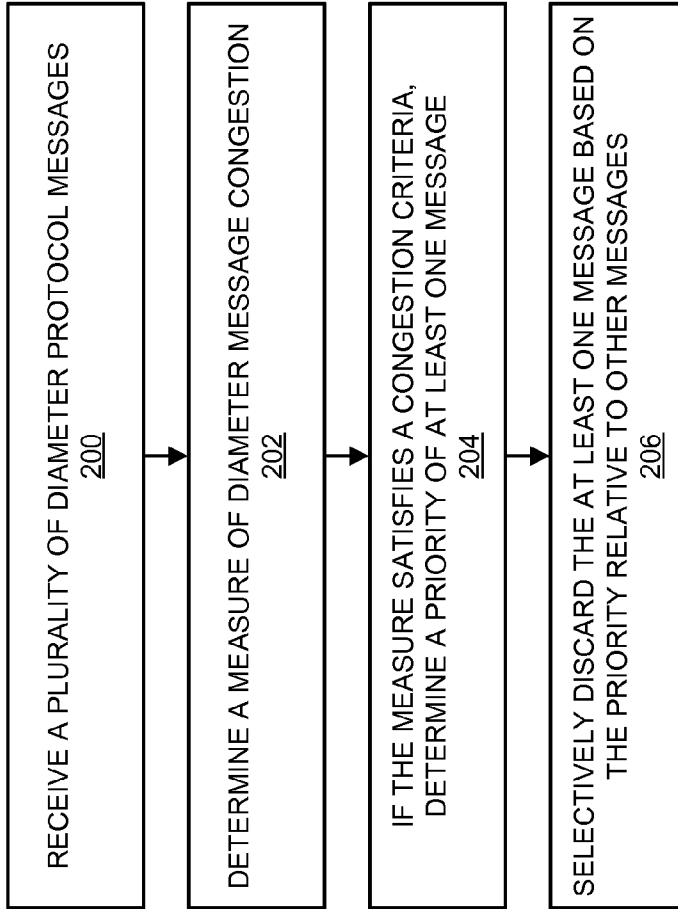 RECEIVE A PLURALITY OF DIAMETER PROTOCOL MESSAGES
200
DETERMINE A MEASURE OF DIAMETER MESSAGE CONGESTION
202
IF THE MEASURE SATISFIES A CONGESTION CRITERIA,
DETERMINE A PRIORITY OF AT LEAST ONE MESSAGE
204
SELECTIVELY DISCARD THE AT LEAST ONE MESSAGE BASED ON
THE PRIORITY RELATIVE TO OTHER MESSAGES
206